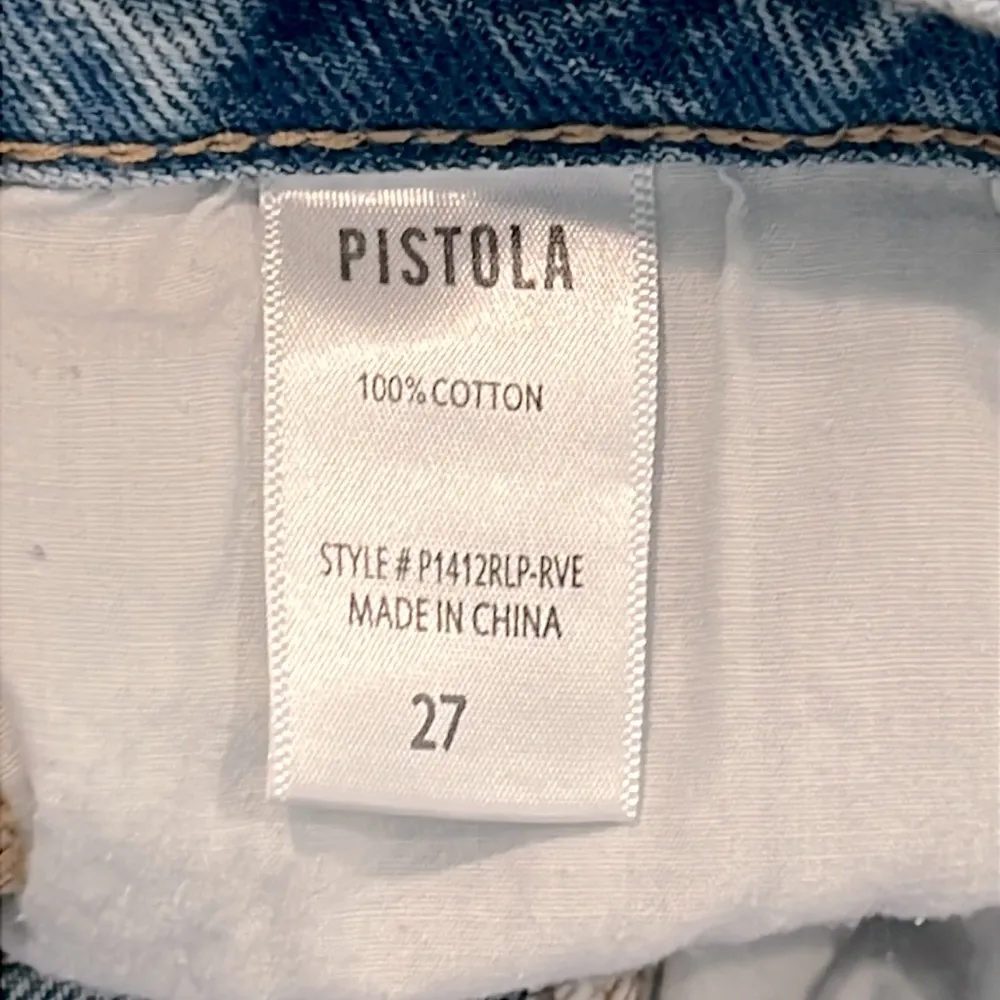 PISTOLA
100% COTTON
STYLE # P1412RLP-RVE
MADE IN CHINA
27